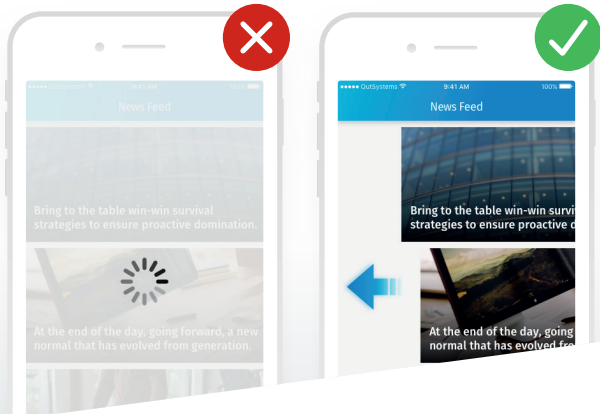 OutSystems
9:41 AM
100%
News Feed
Bring to the table win-win survival
strategies to ensure proactive domination.
At the end of the day, going forward, a new
normal that has evolved from generation.
OutSystems
9:41 AM
100%
News Feed
Bring to the table win-win survi
strategies to ensure proactive d
At the end of the day, going
normal that has evolved fro